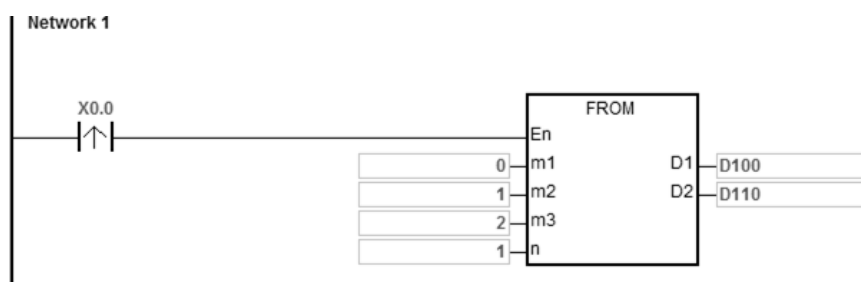 Network 1
X0.0
FROM
En
0 m1 D1 D100
1 m2 D2 D110
2 m3
1 n